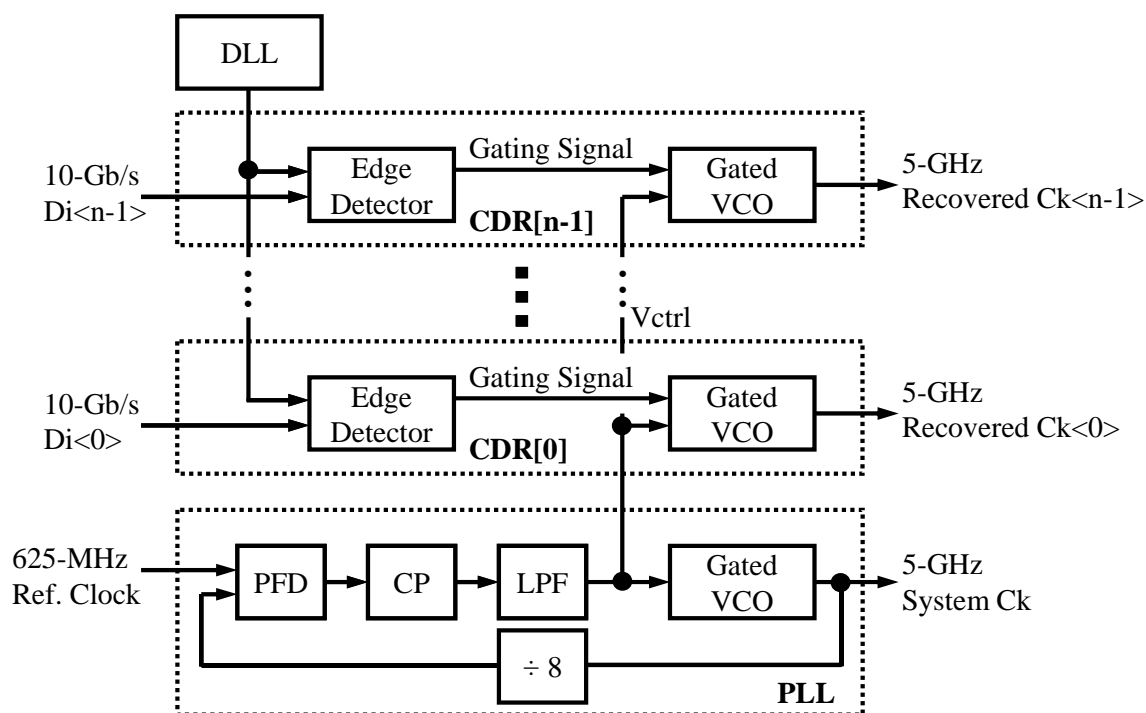 DLL
10-Gb/s
Di<n-1>
Edge
Detector
Gating Signal
Gated
VCO
5-GHz
Recovered Ck<n-1>
CDR[n-1]
Vctrl
10-Gb/s
Di<0>
Edge
Detector
Gating Signal
Gated
VCO
5-GHz
Recovered Ck<0>
CDR[0]
625-MHz
Ref. Clock
PFD
CP
LPF
Gated
VCO
5-GHz
System Ck
÷ 8
PLL